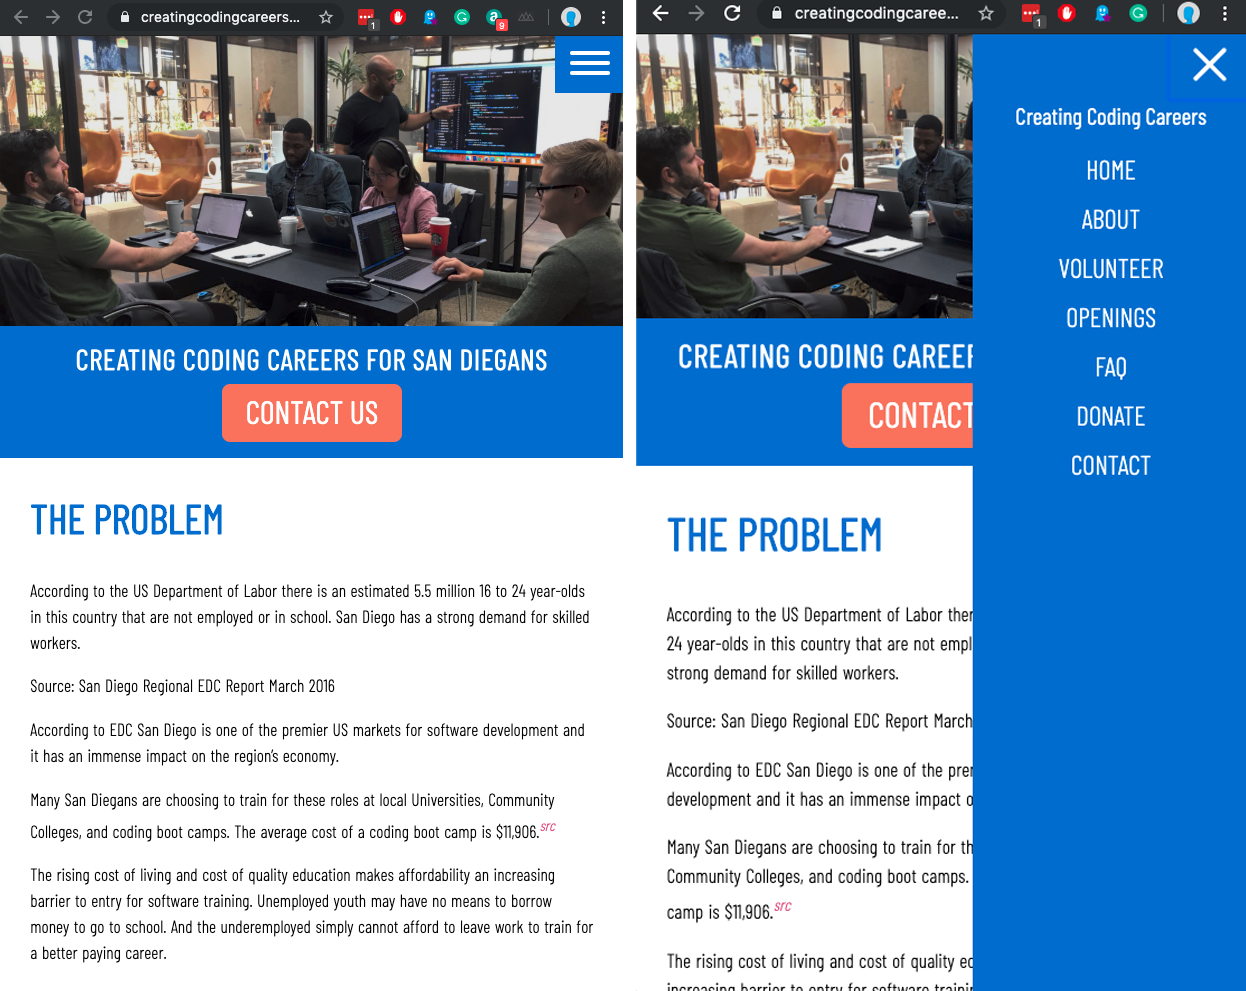 creatingcodingcareers...
1
9
CREATING CODING CAREERS FOR SAN DIEGANS
CONTACT US
THE PROBLEM
According to the US Department of Labor there is an estimated 5.5 million 16 to 24 year-olds
in this country that are not employed or in school. San Diego has a strong demand for skilled
workers.
Source: San Diego Regional EDC Report March 2016
According to EDC San Diego is one of the premier US markets for software development and
it has an immense impact on the region's economy.
Many San Diegans are choosing to train for these roles at local Universities, Community
Colleges, and coding boot camps. The average cost of a coding boot camp is $11,906.src
The rising cost of living and cost of quality education makes affordability an increasing
barrier to entry for software training. Unemployed youth may have no means to borrow
money to go to school. And the underemployed simply cannot afford to leave work to train for
a better paying career.
creatingcodingcaree...
1
CREATING CODING CAREER
CONTACT
THE PROBLEM
According to the US Department of Labor ther
24 year-olds in this country that are not empl
strong demand for skilled workers.
Source: San Diego Regional EDC Report March
According to EDC San Diego is one of the prer
development and it has an immense impact o
Many San Diegans are choosing to train for th
Community Colleges, and coding boot camps.
camp is $11,906.src
The rising cost of living and cost of quality ed
increasing barrier to entry for software trainin
Creating Coding Careers
HOME
ABOUT
VOLUNTEER
OPENINGS
FAQ
DONATE
CONTACT